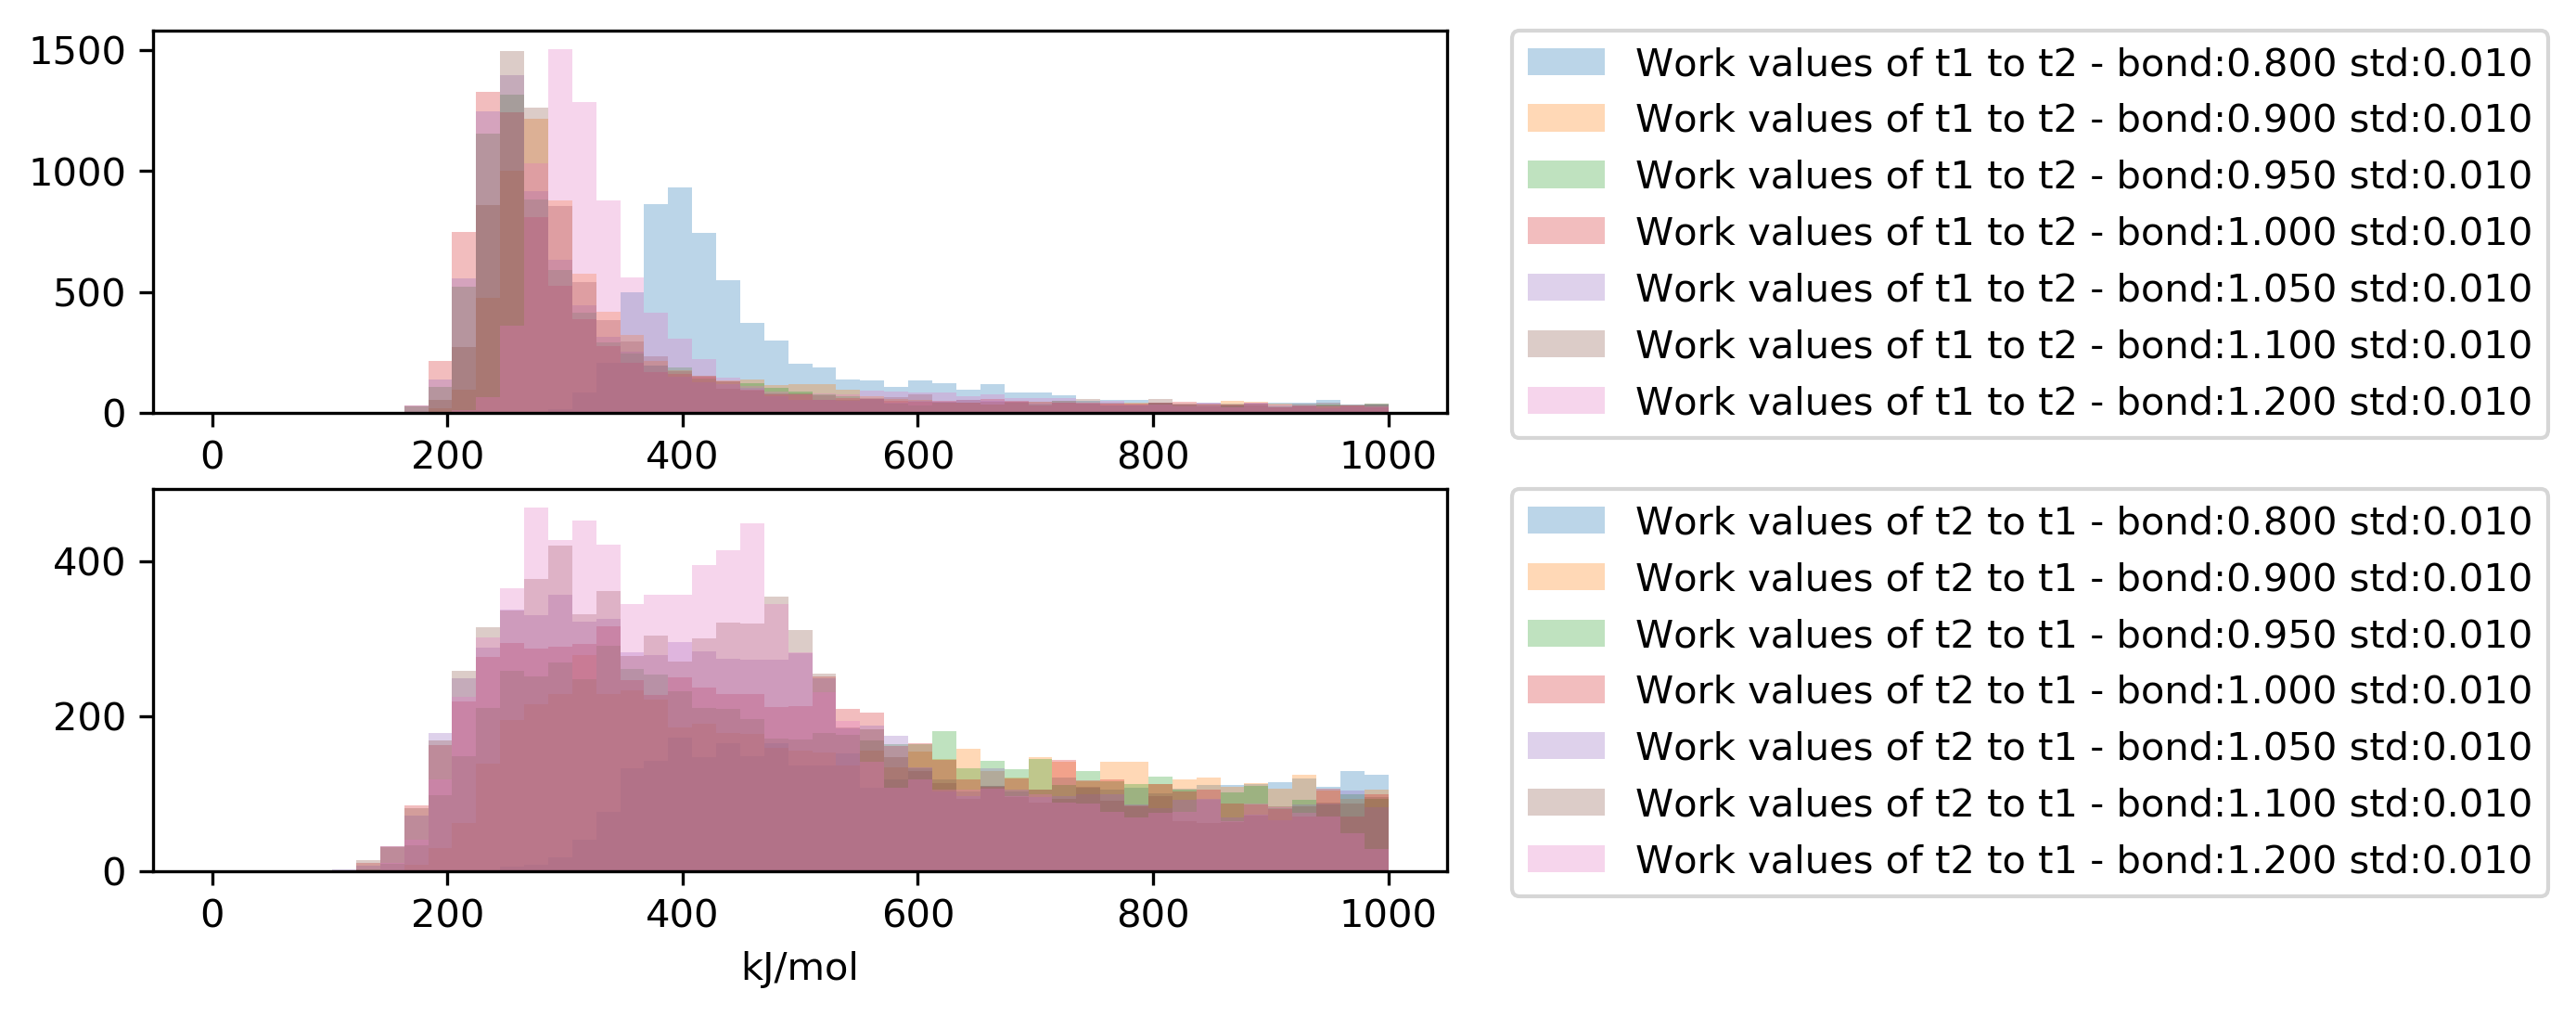 1500
1000
500
0
0 200 400 600 800 1000
Work values of t1 to t2 - bond:0.800 std:0.010
Work values of t1 to t2 - bond:0.900 std:0.010
Work values of t1 to t2 - bond:0.950 std:0.010
Work values of t1 to t2 - bond:1.000 std:0.010
Work values of t1 to t2 - bond:1.050 std:0.010
Work values of t1 to t2 - bond:1.100 std:0.010
Work values of t1 to t2 - bond:1.200 std:0.010
400
200
0
0 200 400 600 800 1000
kJ/mol
Work values of t2 to t1 - bond:0.800 std:0.010
Work values of t2 to t1 - bond:0.900 std:0.010
Work values of t2 to t1 - bond:0.950 std:0.010
Work values of t2 to t1 - bond:1.000 std:0.010
Work values of t2 to t1 - bond:1.050 std:0.010
Work values of t2 to t1 - bond:1.100 std:0.010
Work values of t2 to t1 - bond:1.200 std:0.010